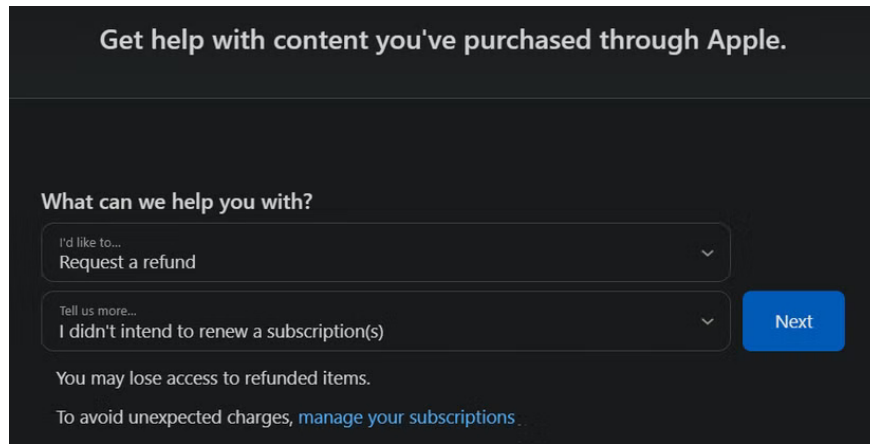 Get help with content you've purchased through Apple.
What can we help you with?
I'd like to...
Request a refund
Tell us more...
I didn't intend to renew a subscription(s)
Next
You may lose access to refunded items.
To avoid unexpected charges, manage your subscriptions.